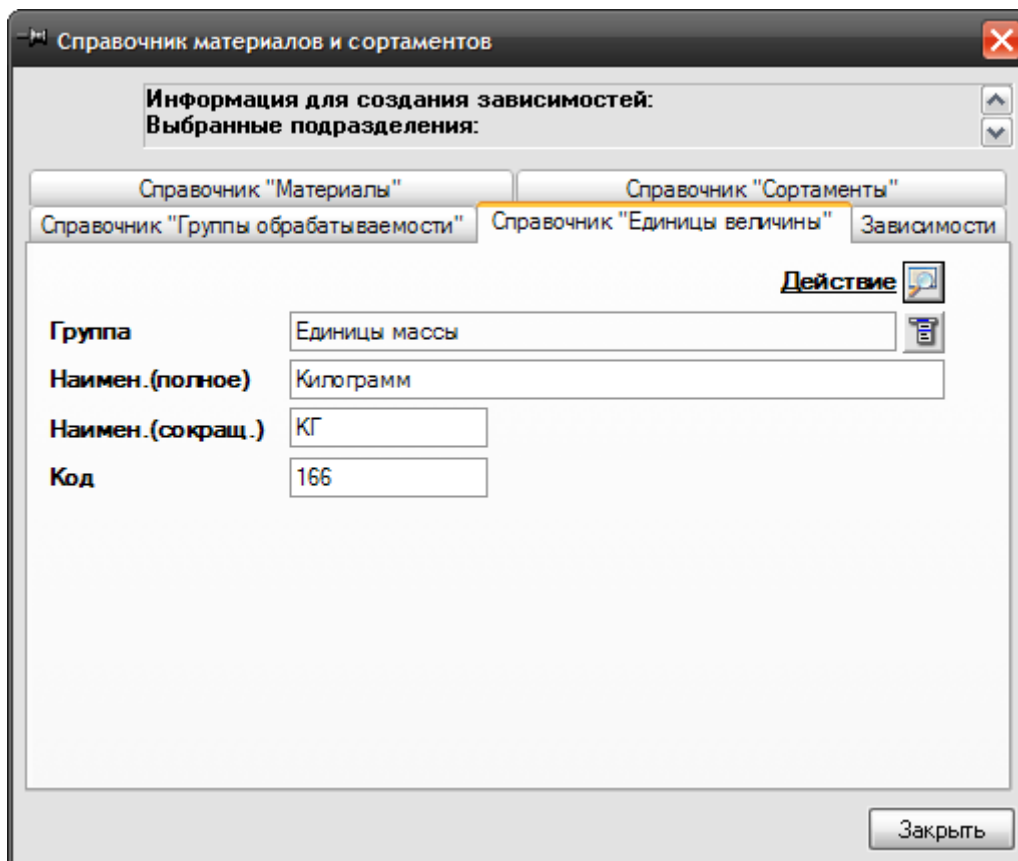 Справочник материалов и сортаментов
Информация для создания зависимостей:
Выбранные подразделения:
Справочник "Материалы" Справочник "Сортаменты"
Справочник "Группы обрабатываемости" Справочник "Единицы величины" Зависимости
Действие
Группа Единицы массы
Наимен.(полное) Килограмм
Наимен.(сокращ.) КГ
Код 166
Закрыть